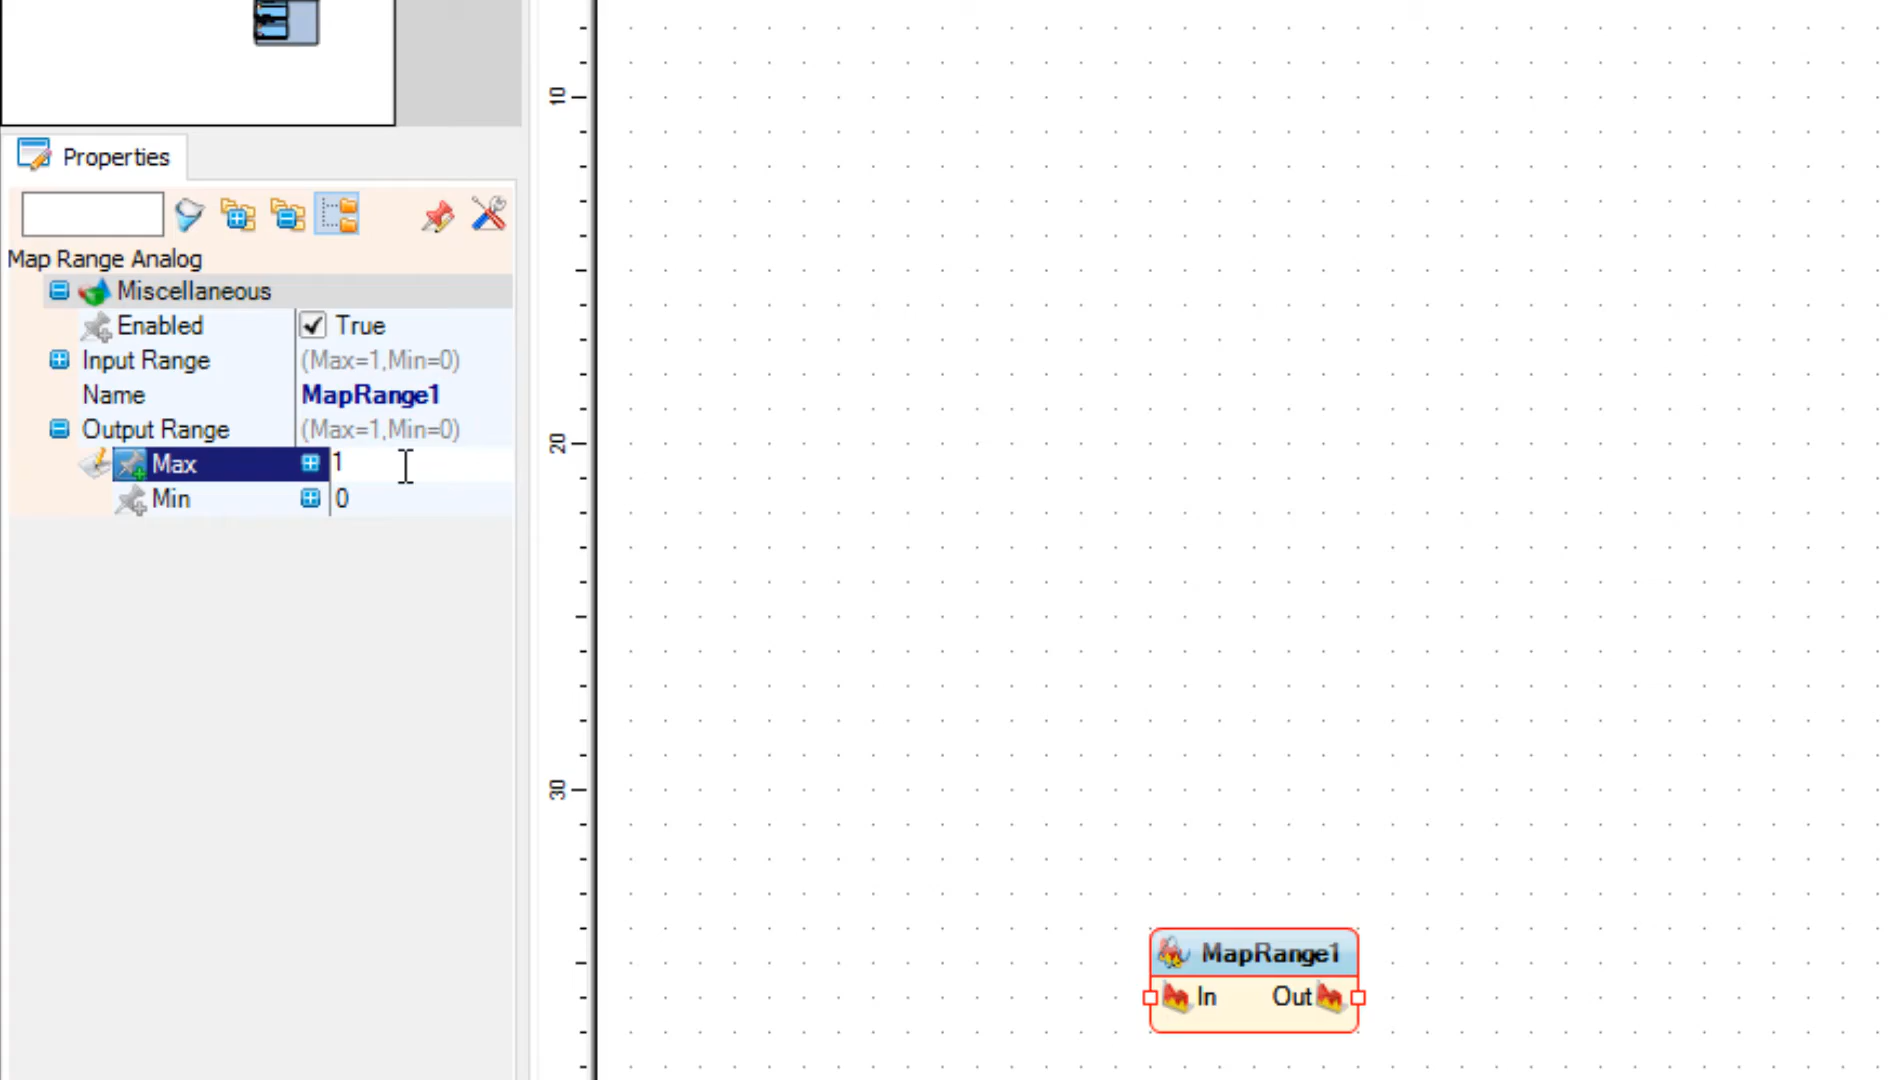 10
Properties
Map Range Analog
Miscellaneous
Enabled True
Input Range (Max=1,Min=0)
Name MapRange1
Output Range (Max=1,Min=0)
20
Max 1
Min 0
30
MapRange1
In Out